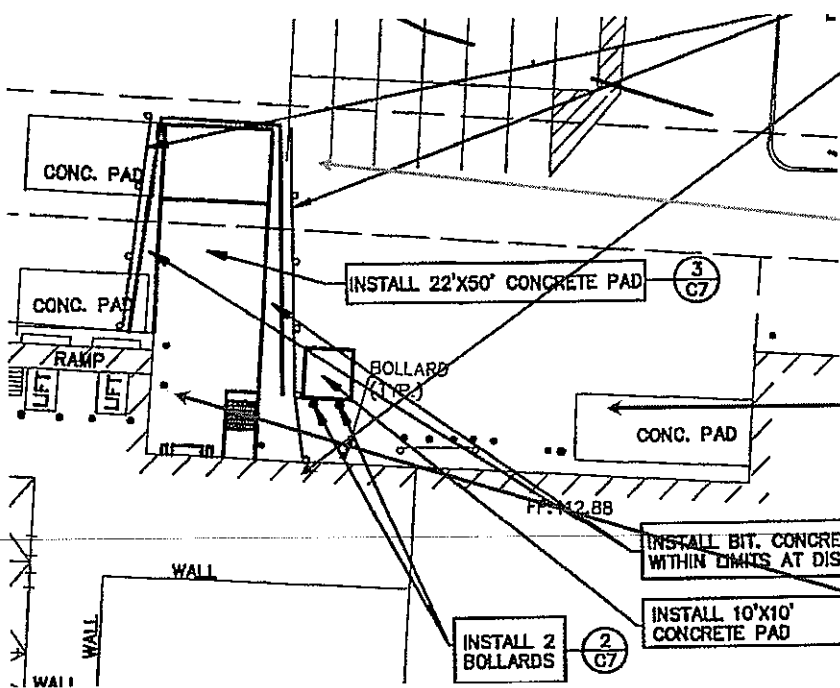 CONC. PAD
INSTALL 22'X50' CONCRETE PAD
3
C7
CONC. PAD
RAMP
LIFT
LIFT
BOLLARD
(TYP.)
CONC. PAD
FF:112.88
INSTALL BIT. CONCRE
WITHIN LIMITS AT DIS
WALL
WALL
INSTALL 10'X10'
CONCRETE PAD
INSTALL 2
BOLLARDS
2
C7
WALL